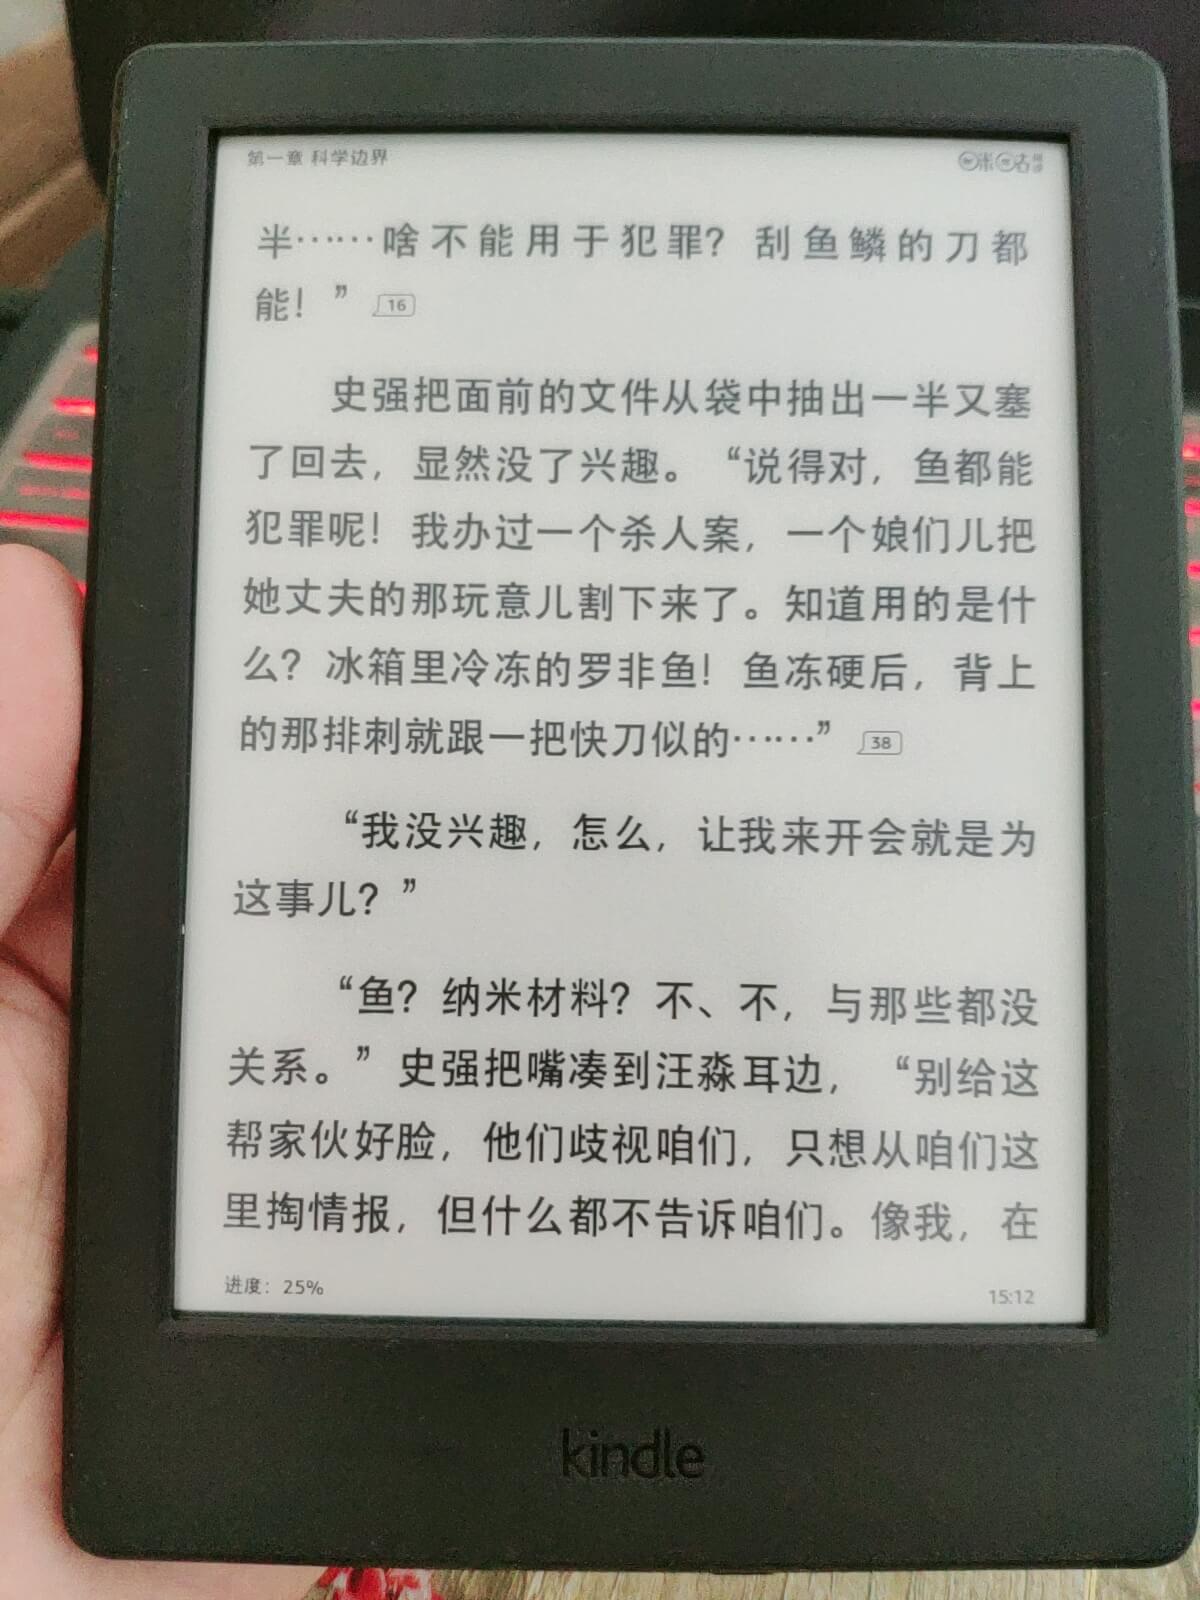 第一章 科学边界
咪咕阅读
半……啥不能用于犯罪？刮鱼鳞的刀都
能！” 16
史强把面前的文件从袋中抽出一半又塞
了回去，显然没了兴趣。“说得对，鱼都能
犯罪呢！我办过一个杀人案，一个娘们儿把
她丈夫的那玩意儿割下来了。知道用的是什
么？冰箱里冷冻的罗非鱼！鱼冻硬后，背上
的那排刺就跟一把快刀似的……” 38
“我没兴趣，怎么，让我来开会就是为
这事儿？”
“鱼？纳米材料？不、不，与那些都没
关系。”史强把嘴凑到汪淼耳边，“别给这
帮家伙好脸，他们歧视咱们，只想从咱们这
里掏情报，但什么都不告诉咱们。像我，在
进度：25%
15:12
kindle